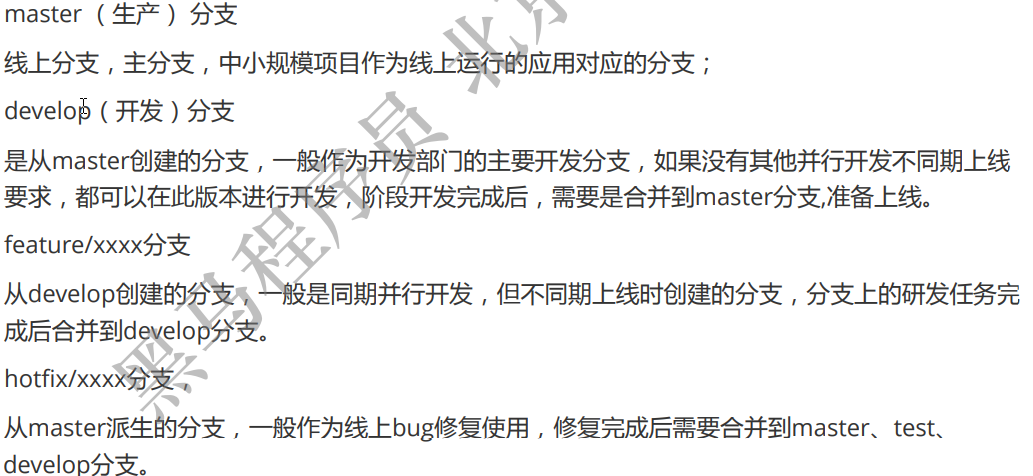 master （生产） 分支
线上分支，主分支，中小规模项目作为线上运行的应用对应的分支；
develop（开发）分支
是从master创建的分支，一般作为开发部门的主要开发分支，如果没有其他并行开发不同期上线
要求，都可以在此版本进行开发，阶段开发完成后，需要是合并到master分支,准备上线。
feature/xxxx分支
从develop创建的分支，一般是同期并行开发，但不同期上线时创建的分支，分支上的研发任务完
成后合并到develop分支。
hotfix/xxxx分支，
从master派生的分支，一般作为线上bug修复使用，修复完成后需要合并到master、test、
develop分支。
黑马程序员 北京